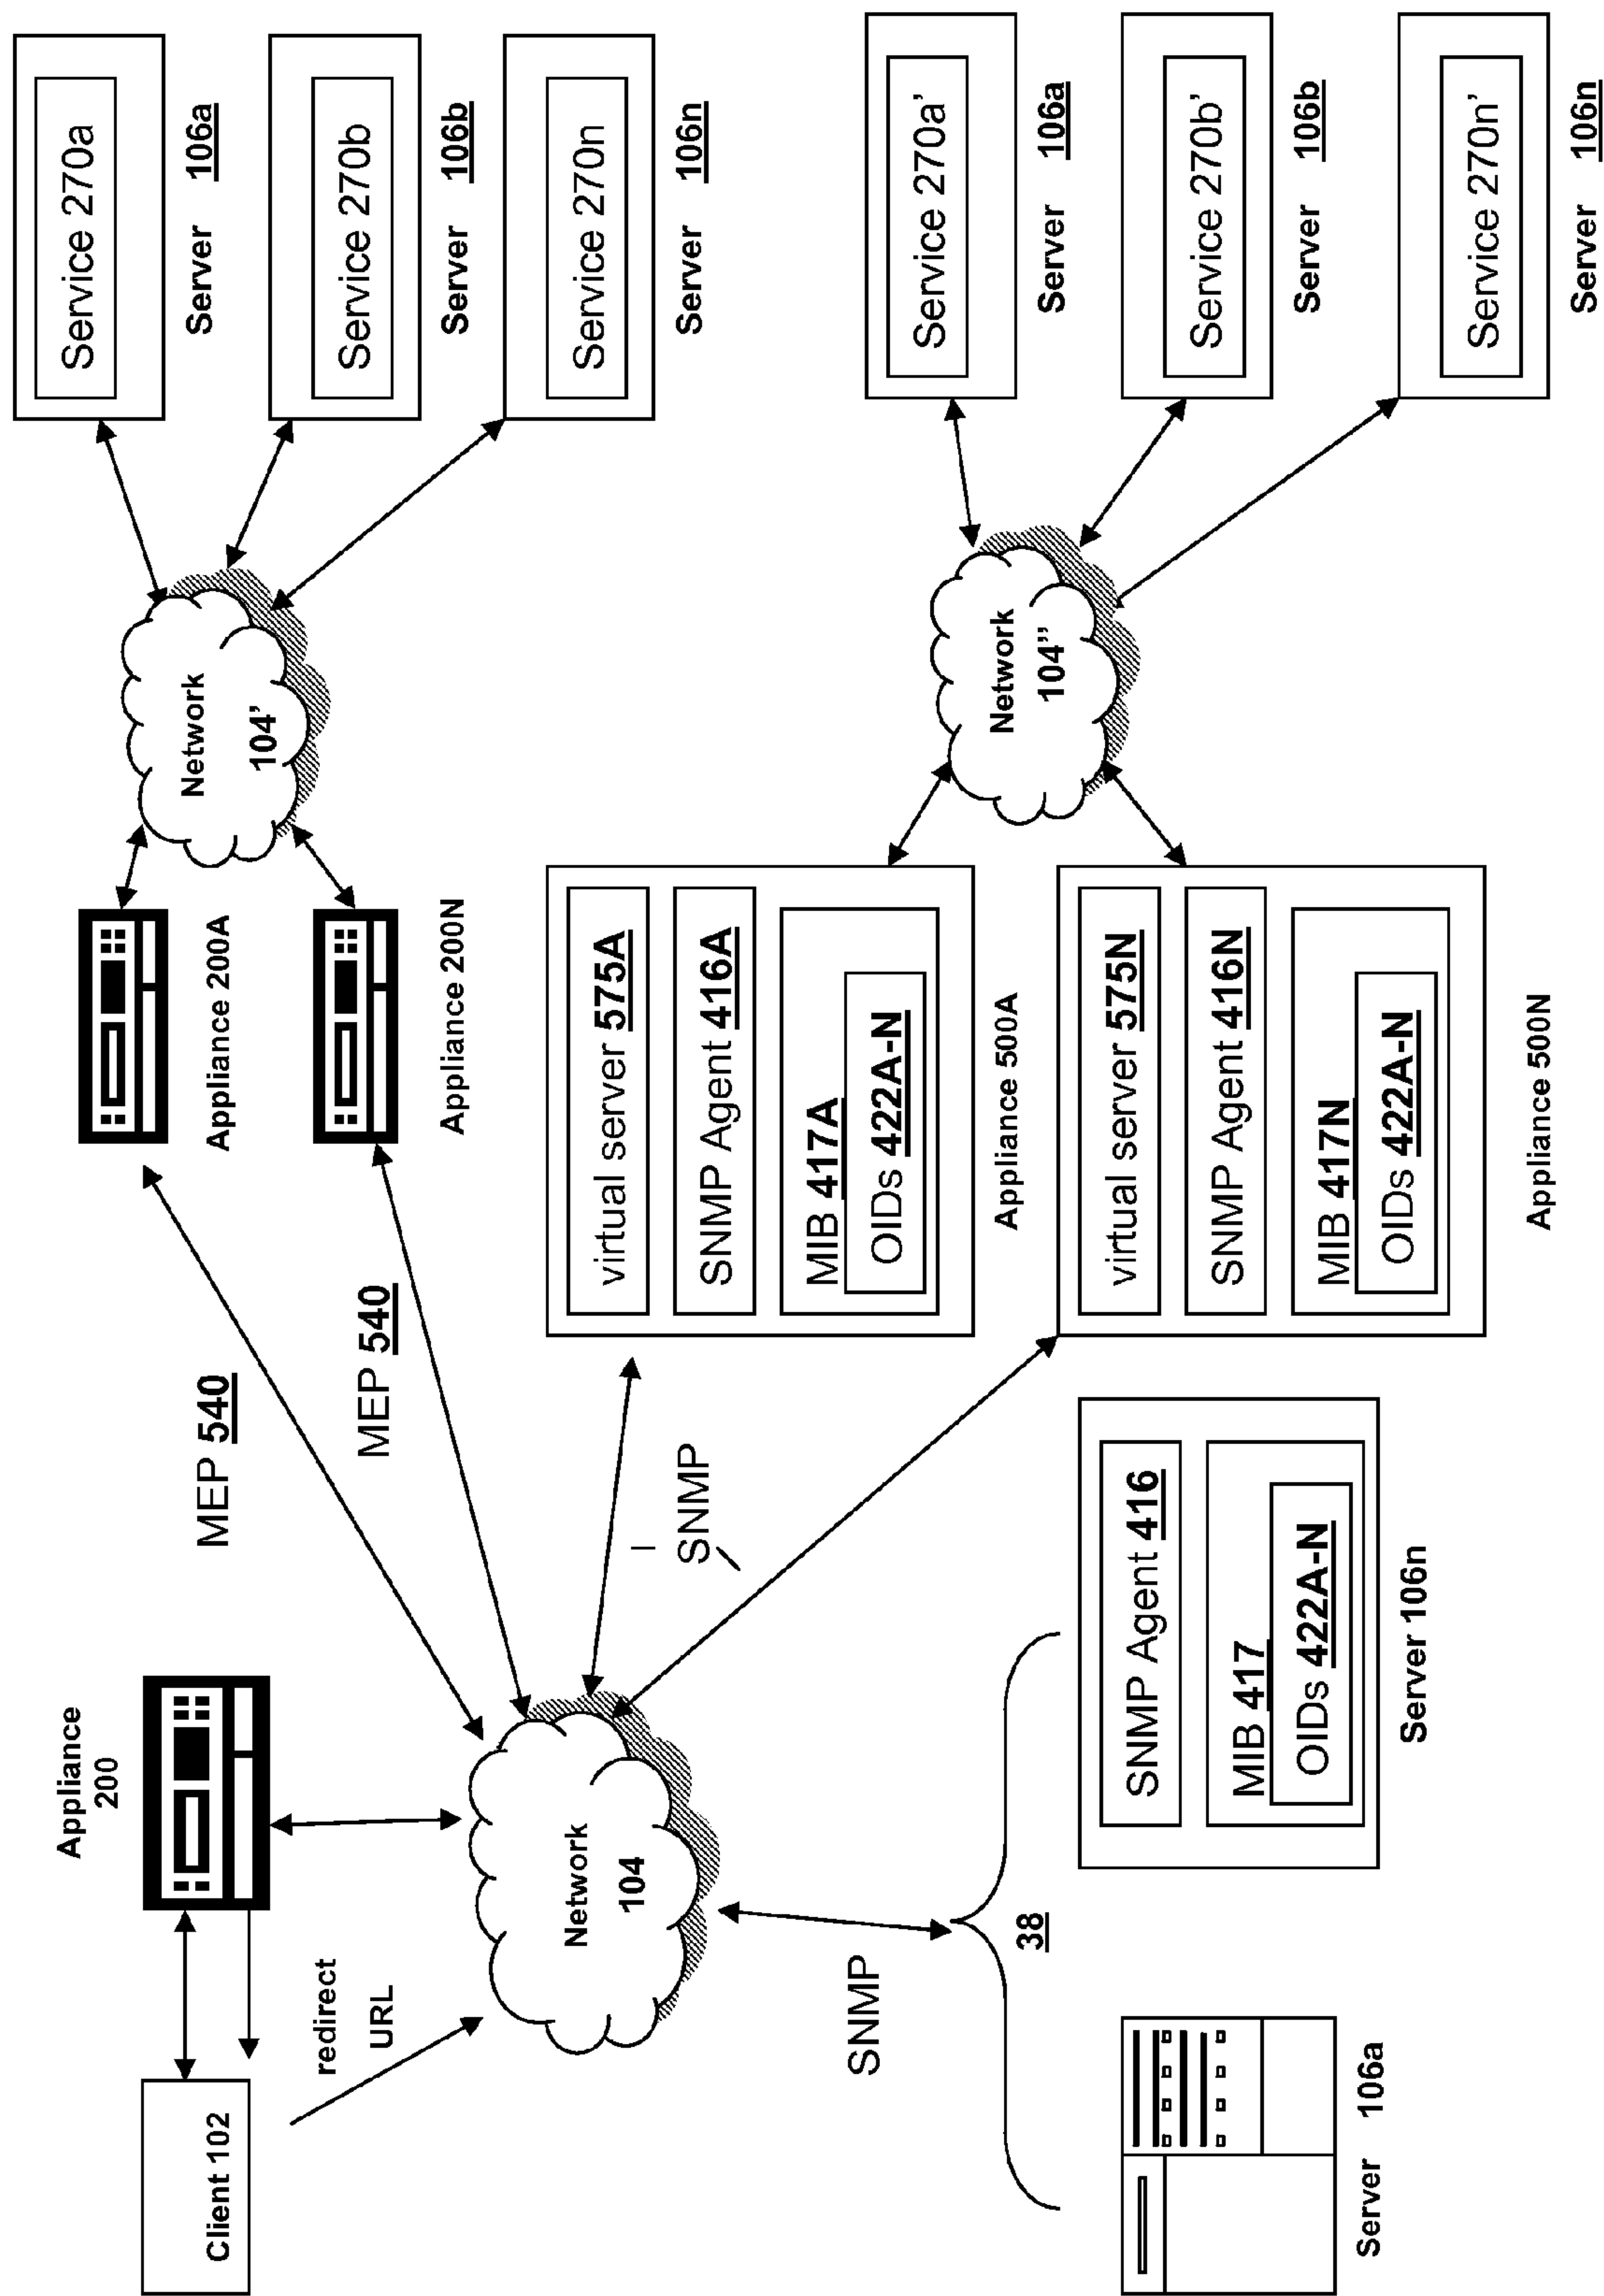 Client 102
redirect
URL
Appliance
200
Network
104
MEP 540
MEP 540
SNMP
SNMP
38
Server 106a
SNMP Agent 416
MIB 417
OIDs 422A-N
Server 106n
Appliance 200A
Appliance 200N
virtual server 575A
SNMP Agent 416A
MIB 417A
OIDs 422A-N
Appliance 500A
virtual server 575N
SNMP Agent 416N
MIB 417N
OIDs 422A-N
Appliance 500N
Network
104'
Network
104''
Service 270a
Server 106a
Service 270b
Server 106b
Service 270n
Server 106n
Service 270a'
Server 106a
Service 270b'
Server 106b
Service 270n'
Server 106n